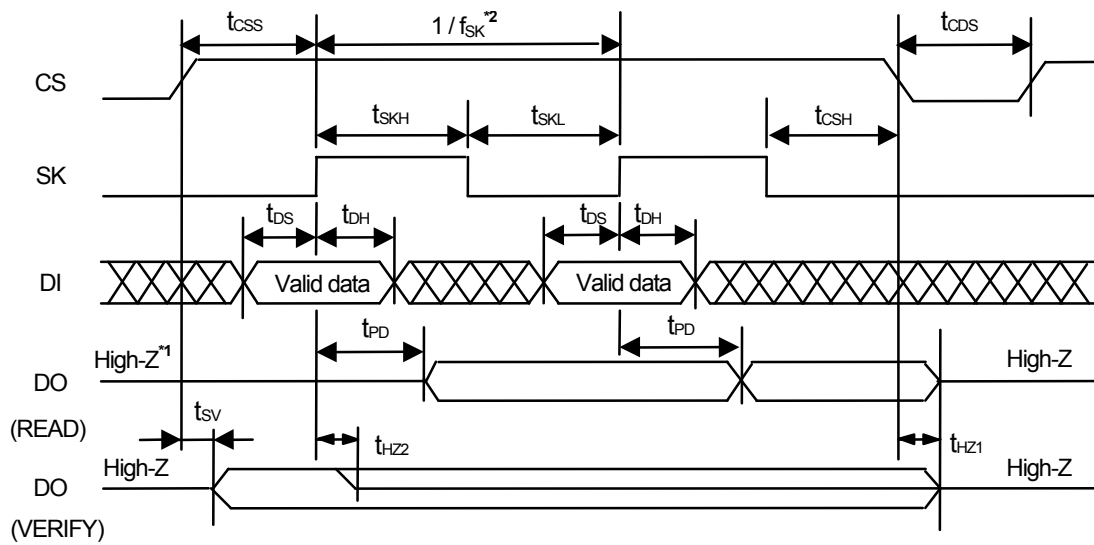 tCSS 1 / fSK*2 tCDS
CS
tSKH tSKL tCSH
SK
tDS tDH tDS tDH
DI Valid data Valid data
tPD tPD
High-Z*1 High-Z
DO
(READ) tSV tHZ2 tHZ1
High-Z High-Z
DO
(VERIFY)